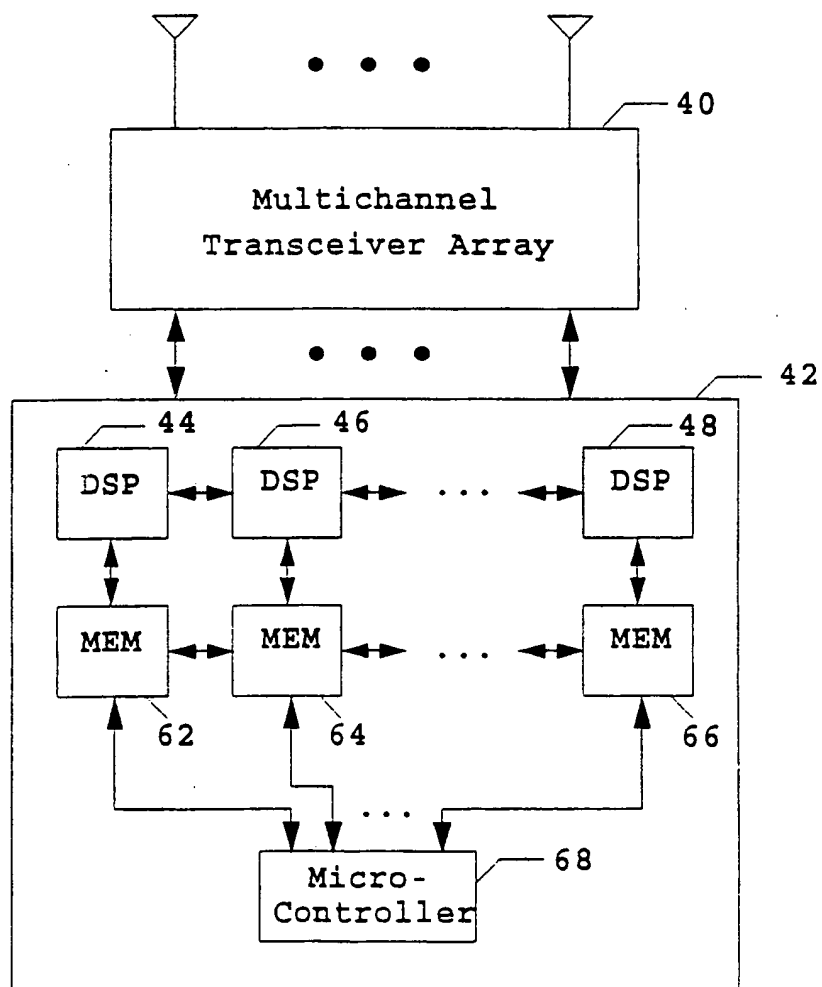 40
Multichannel
Transceiver Array
42
44 46 48
DSP DSP ... DSP
MEM MEM ... MEM
62 64 66
...
68
Micro-
Controller